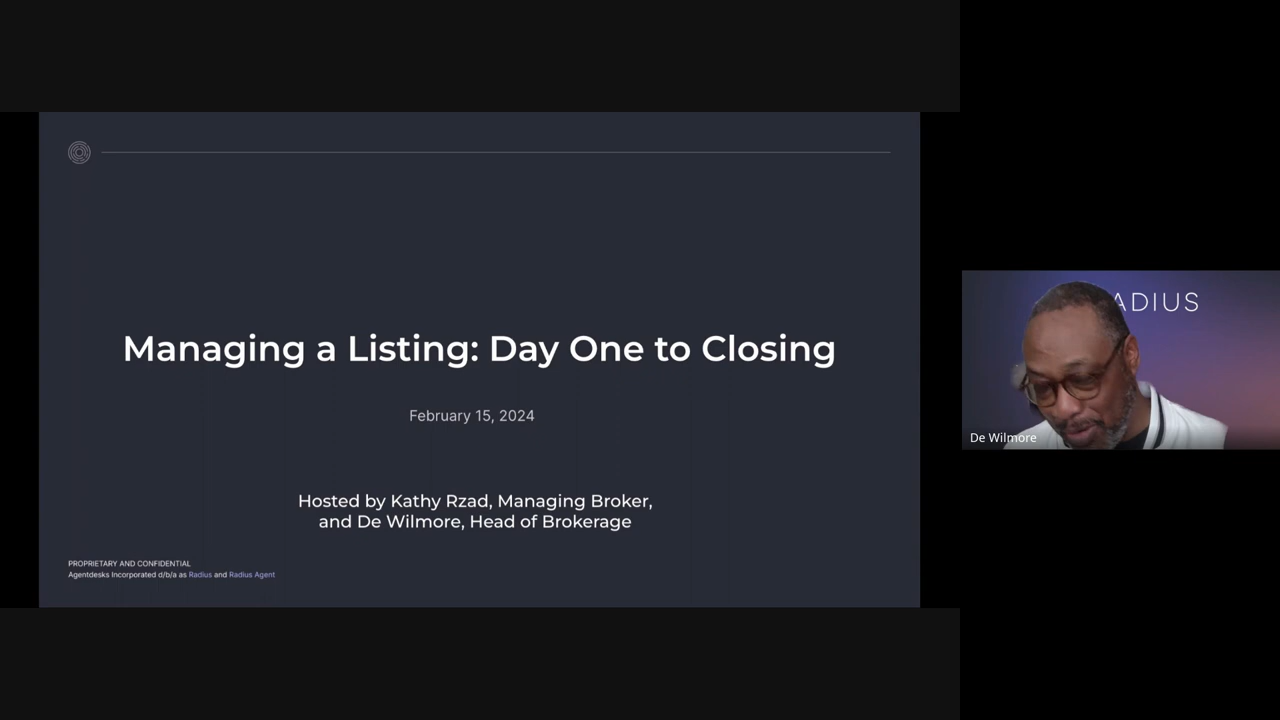 Managing a Listing: Day One to Closing
February 15, 2024
Hosted by Kathy Rzad, Managing Broker,
and De Wilmore, Head of Brokerage
PROPRIETARY AND CONFIDENTIAL
Agentdesks Incorporated d/b/a as Radius and Radius Agent
ADIUS
De Wilmore